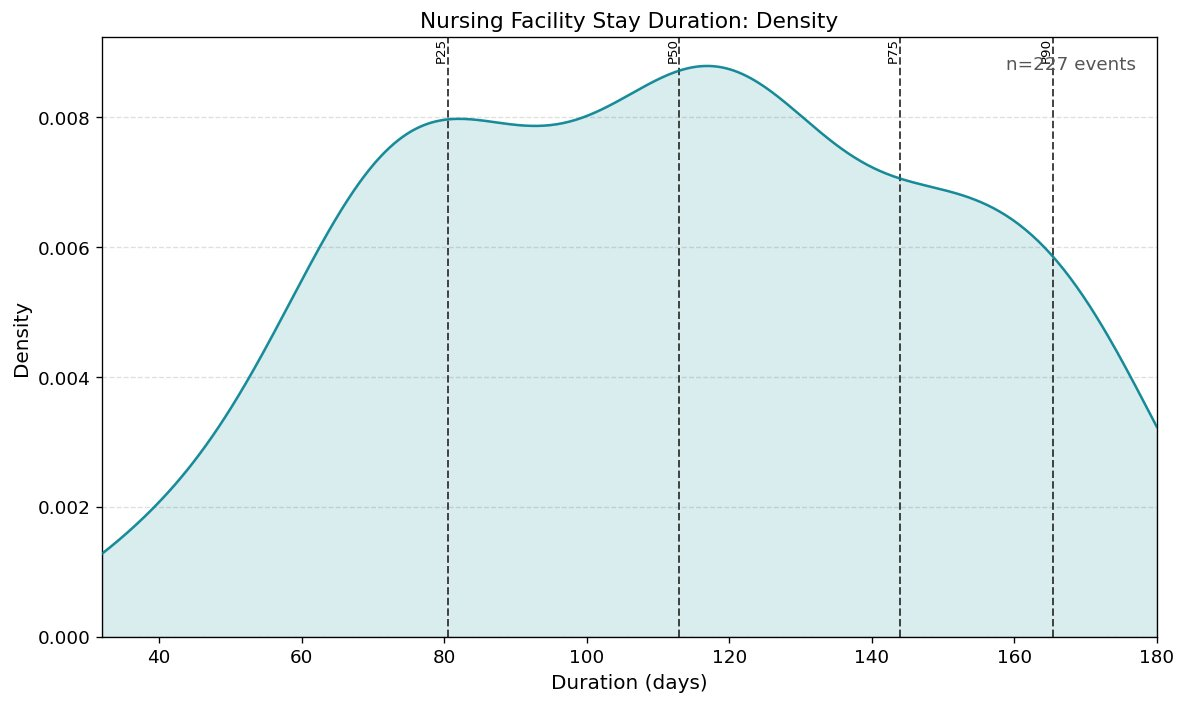 Nursing Facility Stay Duration: Density
P25
P50
P75
P90
n=227 events
Density
0.008
0.006
0.004
0.002
0.000
40
60
80
100
120
140
160
180
Duration (days)